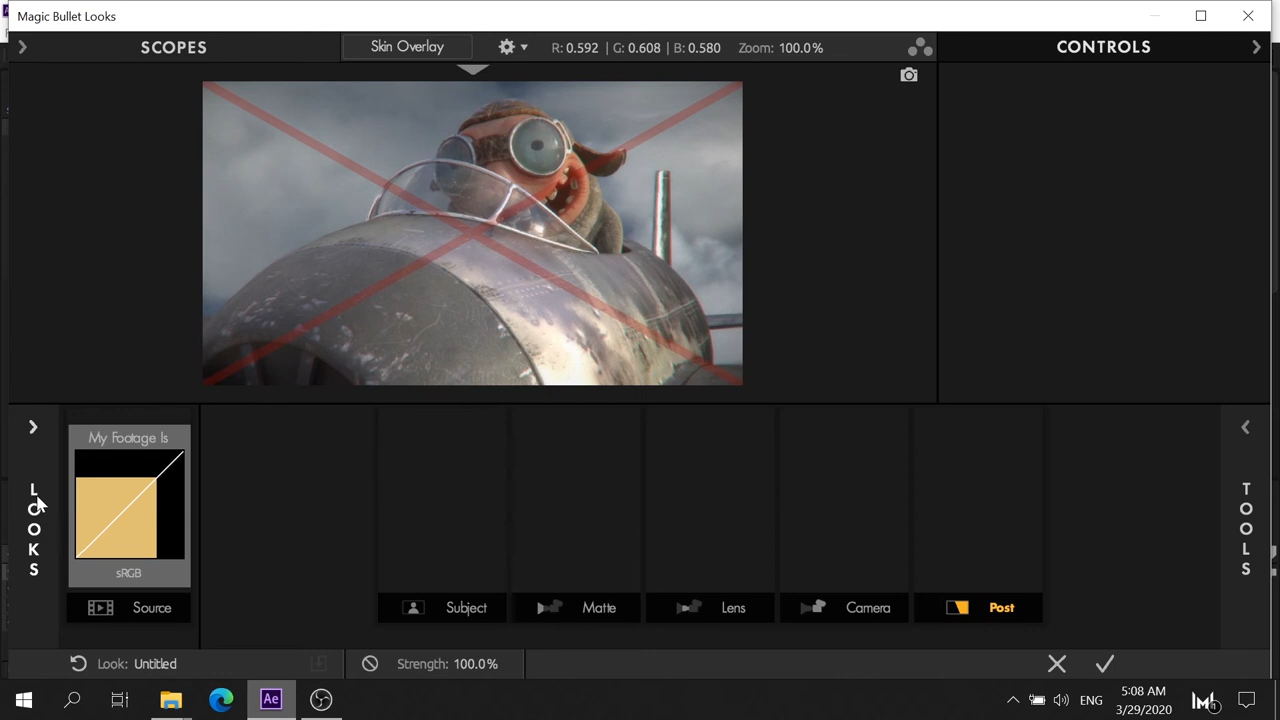 Magic Bullet Looks
SCOPES
Skin Overlay
R: 0.592 | G: 0.608 | B: 0.580
Zoom: 100.0%
CONTROLS
My Footage Is
sRGB
Source
LOOKS
Subject
Matte
Lens
Camera
Post
TOOLS
Look: Untitled
Strength: 100.0%
Ae
ENG
5:08 AM
3/29/2020
1